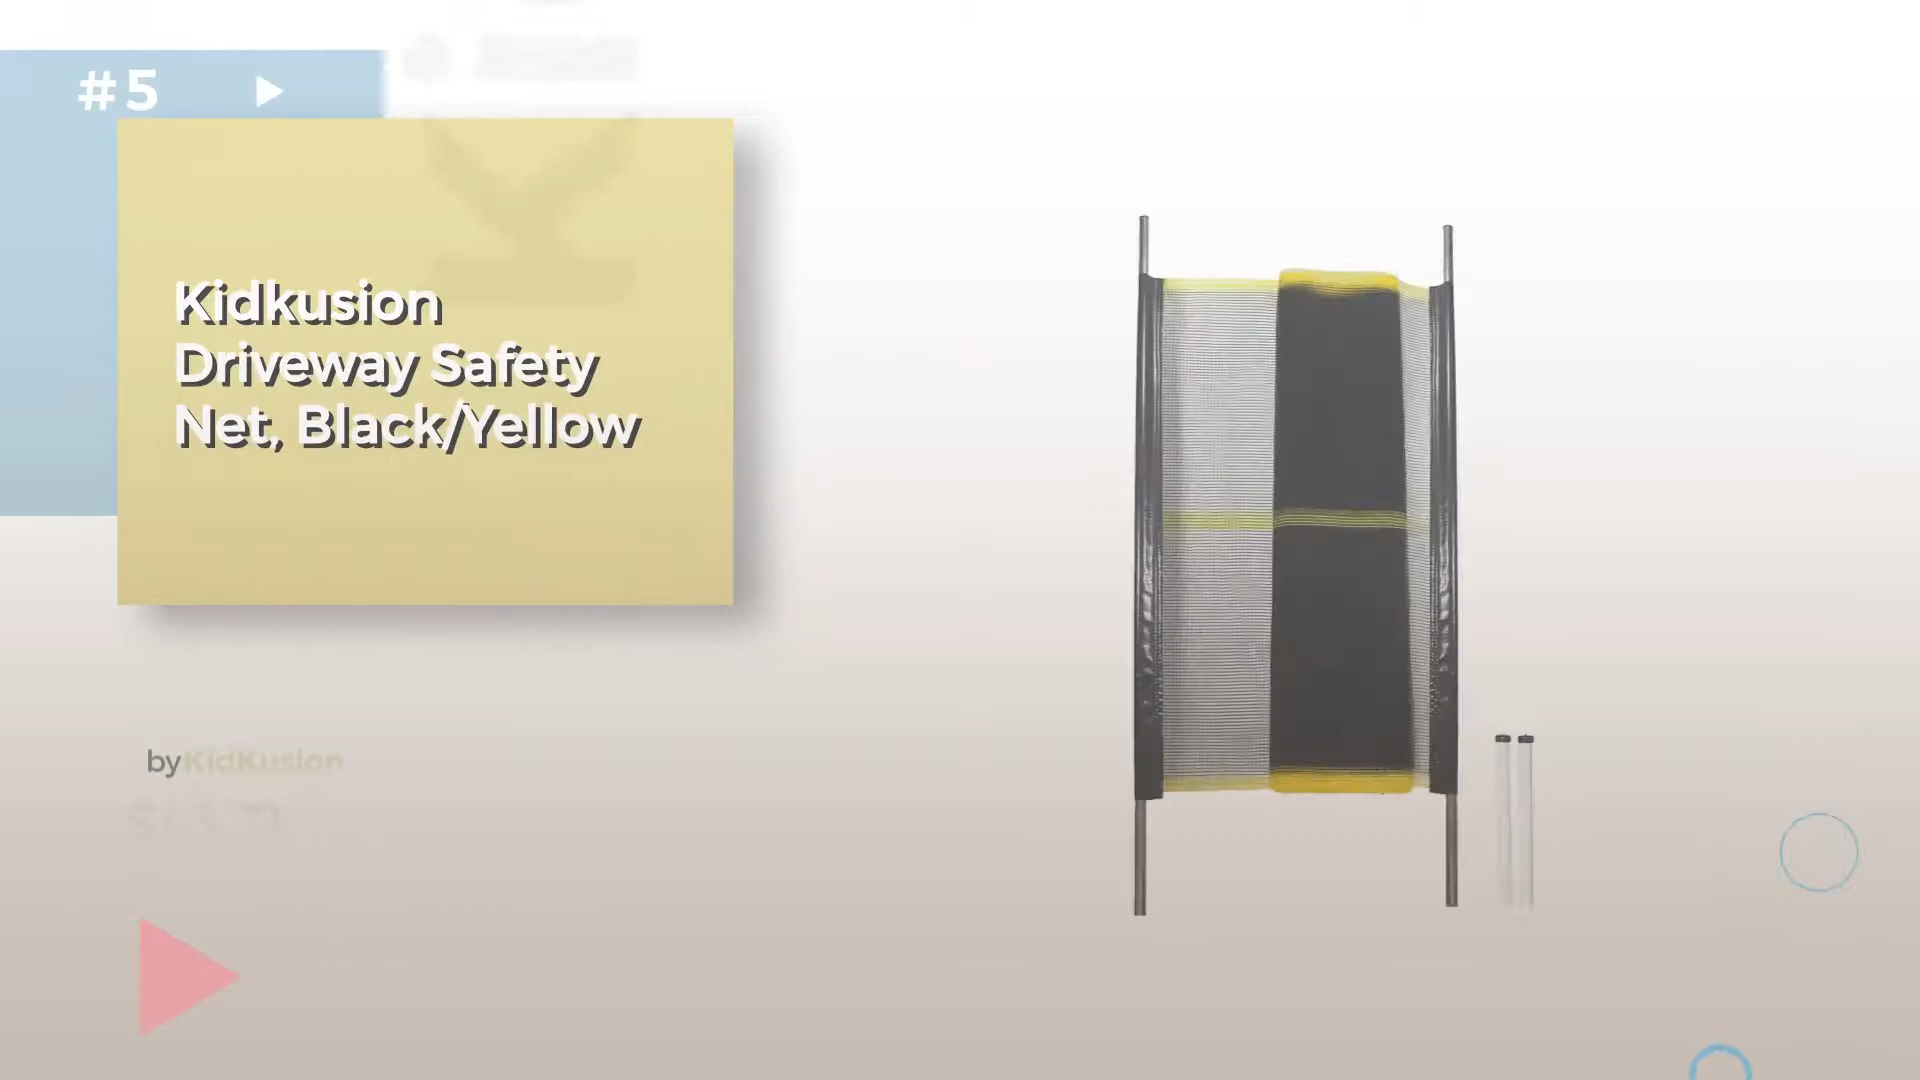 #5
Kidkusion
Driveway Safety
Net, Black/Yellow
by KidKusion